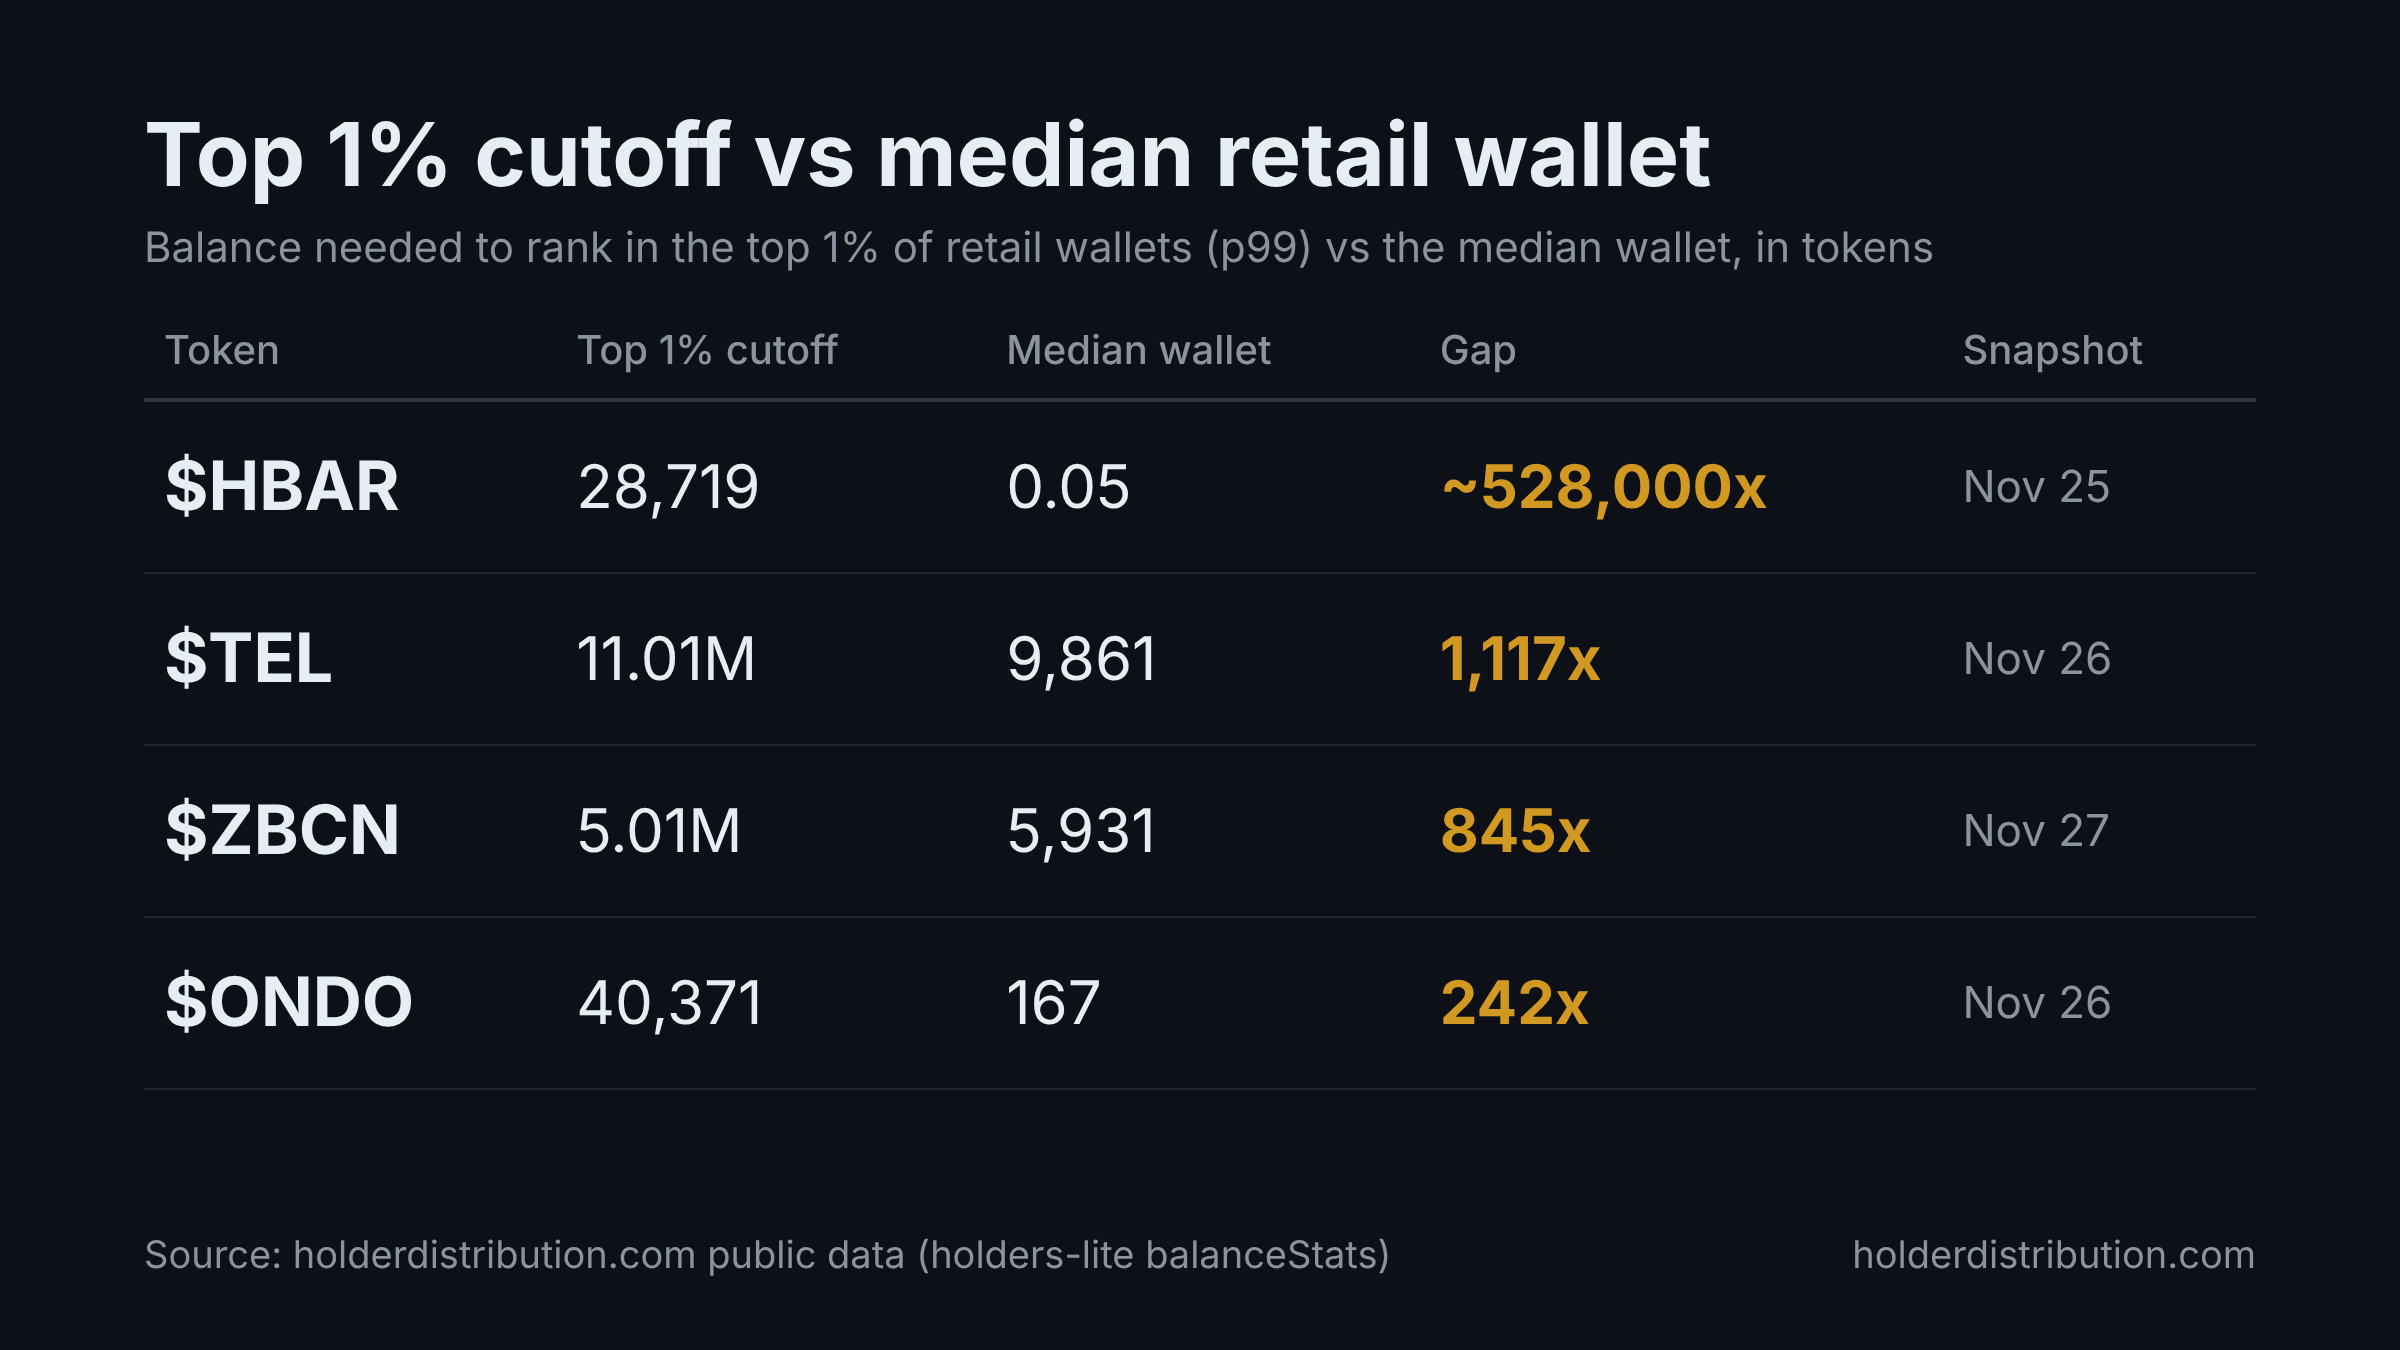 Top 1% cutoff vs median retail wallet
Balance needed to rank in the top 1% of retail wallets (p99) vs the median wallet, in tokens
Token Top 1% cutoff Median wallet Gap Snapshot
$HBAR 28,719 0.05 ~528,000x Nov 25
$TEL 11.01M 9,861 1,117x Nov 26
$ZBCN 5.01M 5,931 845x Nov 27
$ONDO 40,371 167 242x Nov 26
Source: holderdistribution.com public data (holders-lite balanceStats) holderdistribution.com